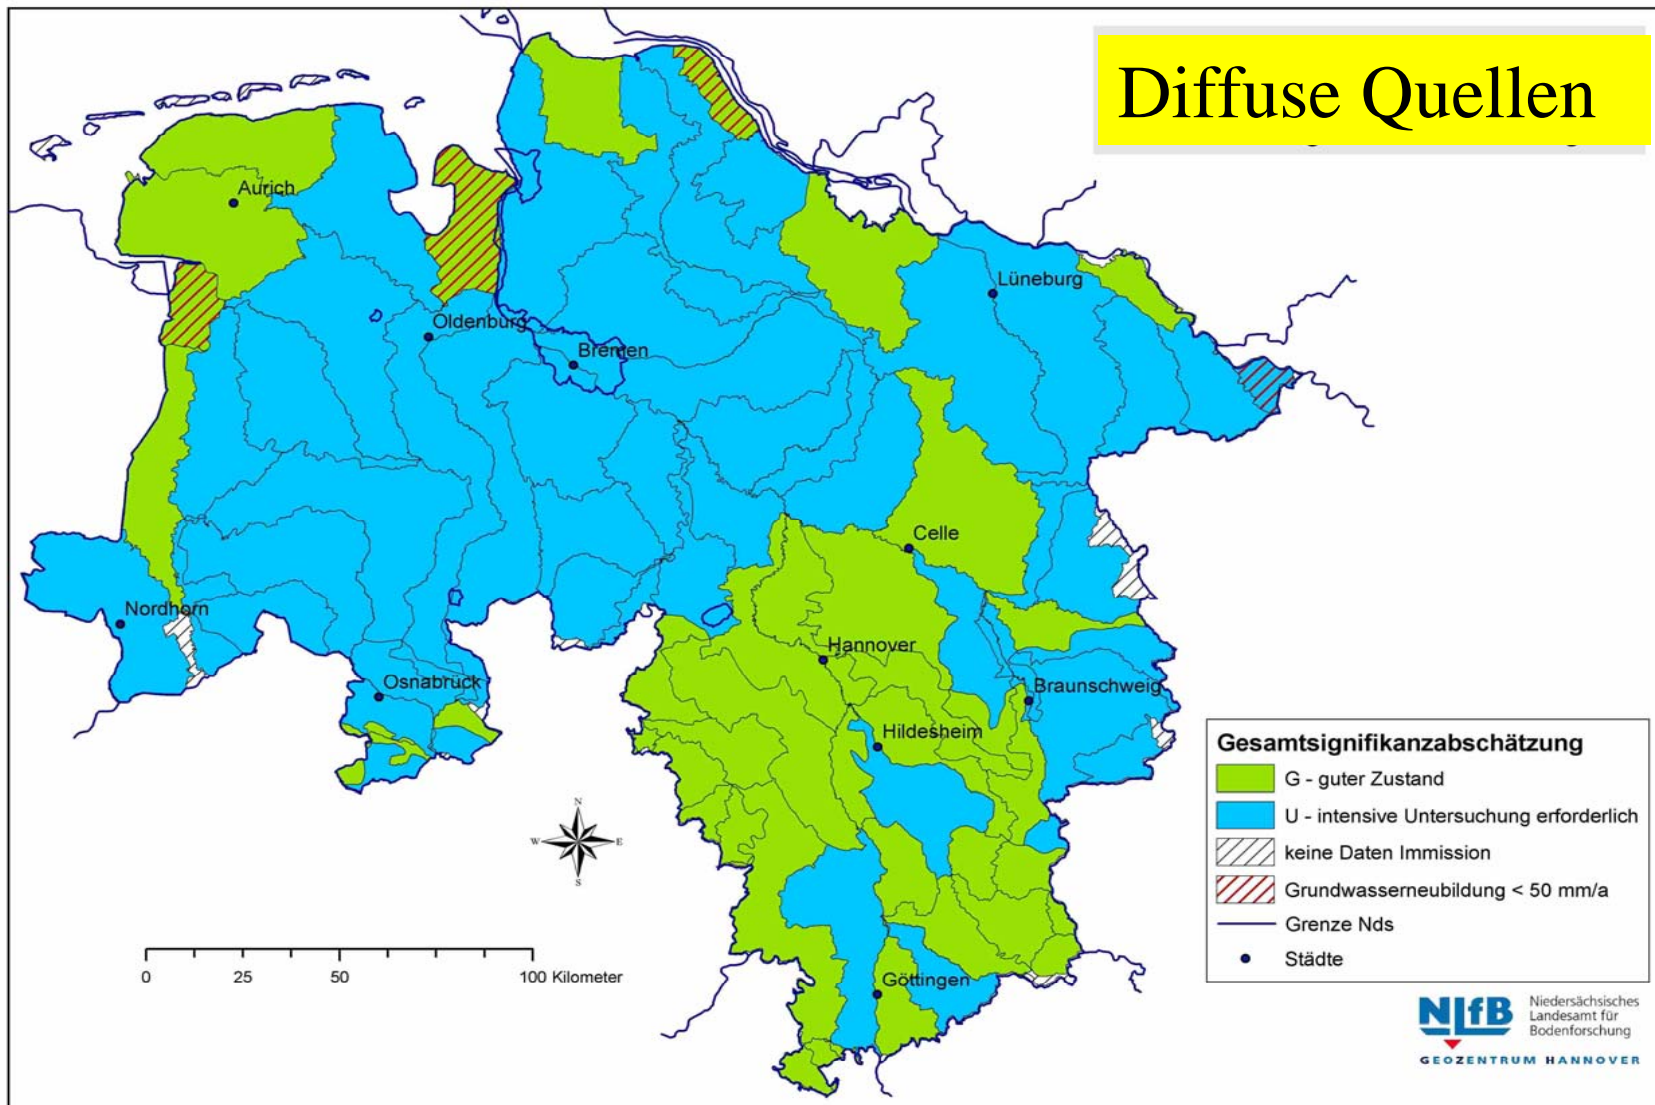 Diffuse Quellen
Aurich
Lüneburg
Oldenburg
Bremen
Celle
Nordhorn
Hannover
Osnabrück
Braunschweig
Hildesheim
Göttingen
N
W
E
S
0 25 50 100 Kilometer
Gesamtsignifikanzabschätzung
G - guter Zustand
U - intensive Untersuchung erforderlich
keine Daten Immission
Grundwasserneubildung < 50 mm/a
Grenze Nds
Städte
NLfB
Niedersächsisches
Landesamt für
Bodenforschung
GEOZENTRUM HANNOVER